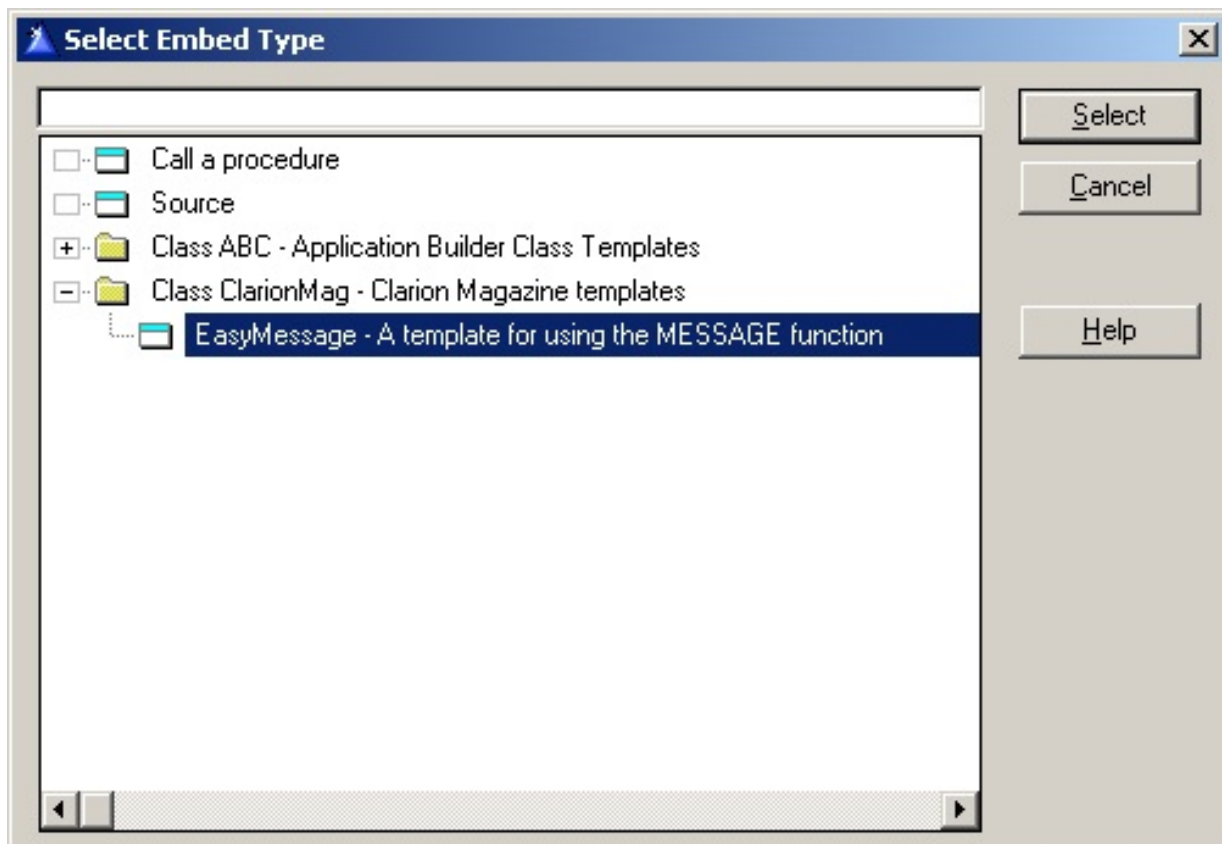 Select Embed Type
Select
Call a procedure
Cancel
Source
Class ABC - Application Builder Class Templates
Class ClarionMag - Clarion Magazine templates
EasyMessage - A template for using the MESSAGE function
Help